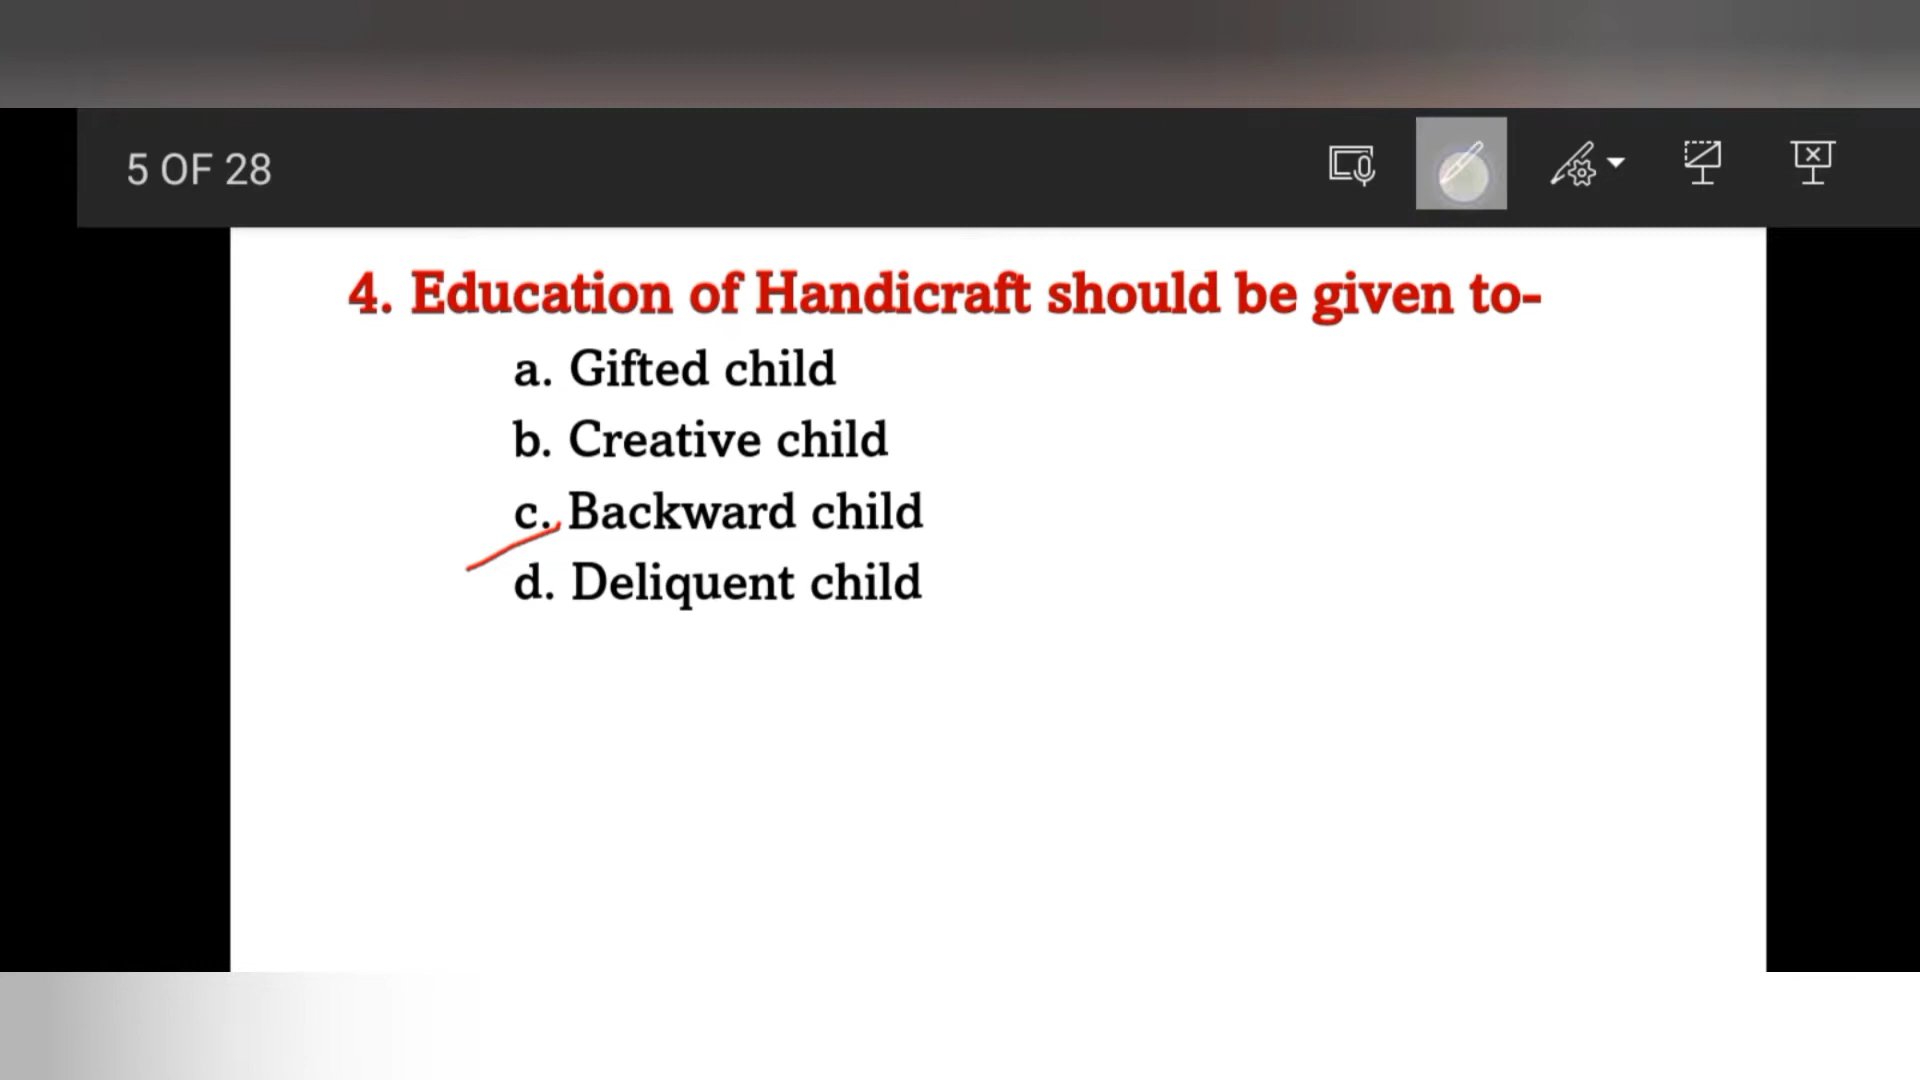 5 OF 28
4. Education of Handicraft should be given to-
a. Gifted child
b. Creative child
c. Backward child
d. Deliquent child